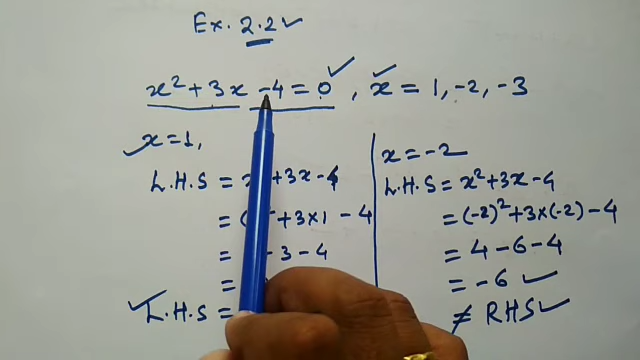 Ex. 2.2 ✓
x² + 3x - 4 = 0 ✓, x = 1, -2, -3
x = 1,
L.H.S = + 3x - 4
= ( ² + 3×1 - 4
= - 3 - 4
=
L.H.S =
x = -2
L.H.S = x² + 3x - 4
= (-2)² + 3×(-2) - 4
= 4 - 6 - 4
= -6 ✓
≠ RHS ✓